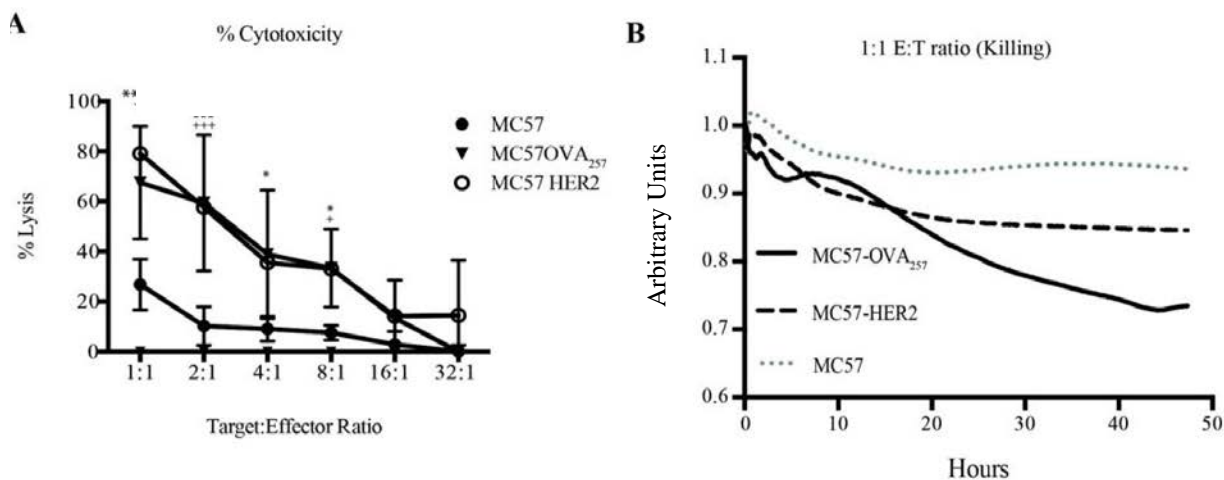 A
% Cytotoxicity
**
---
+++
*
*
+
100
80
60
40
20
0
% Lysis
1:1 2:1 4:1 8:1 16:1 32:1
Target:Effector Ratio
MC57
MC57OVA₂₅₇
MC57 HER2
B
1:1 E:T ratio (Killing)
1.1
1.0
0.9
0.8
0.7
0.6
Arbitrary Units
MC57-OVA₂₅₇
MC57-HER2
MC57
0 10 20 30 40 50
Hours